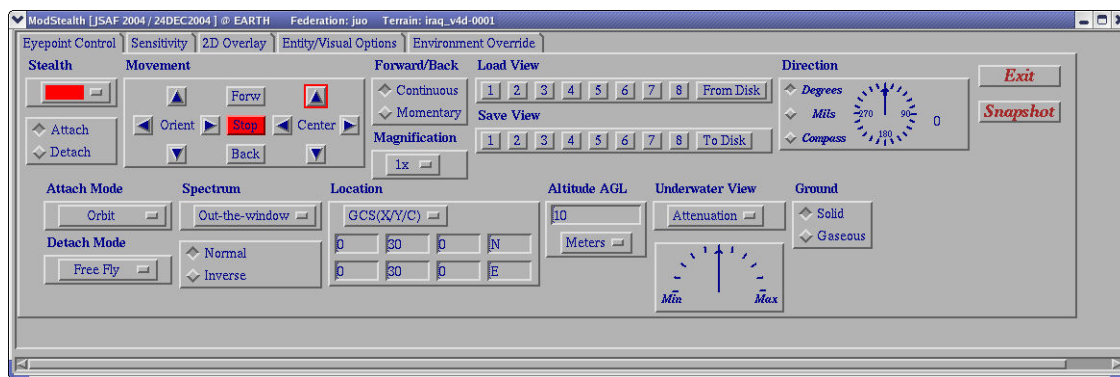 ModStealth [JSAF 2004 / 24DEC2004 ] @ EARTH Federation: juo Terrain: iraq_v4d-0001
Eyepoint Control Sensitivity 2D Overlay Entity/Visual Options Environment Override
Stealth Movement Forward/Back Load View Direction
Forw Continuous 1 2 3 4 5 6 7 8 From Disk Degrees Exit
Orient Stop Center Momentary Save View Mils 270 90 0 Snapshot
Attach Magnification 1 2 3 4 5 6 7 8 To Disk Compass 180
Detach Back 1x
Attach Mode Spectrum Location Altitude AGL Underwater View Ground
Orbit Out-the-window GCS(X/Y/C) 10 Attenuation Solid
Detach Mode Normal 0 30 0 N Meters Gaseous
Free Fly Inverse 0 30 0 E
Min Max